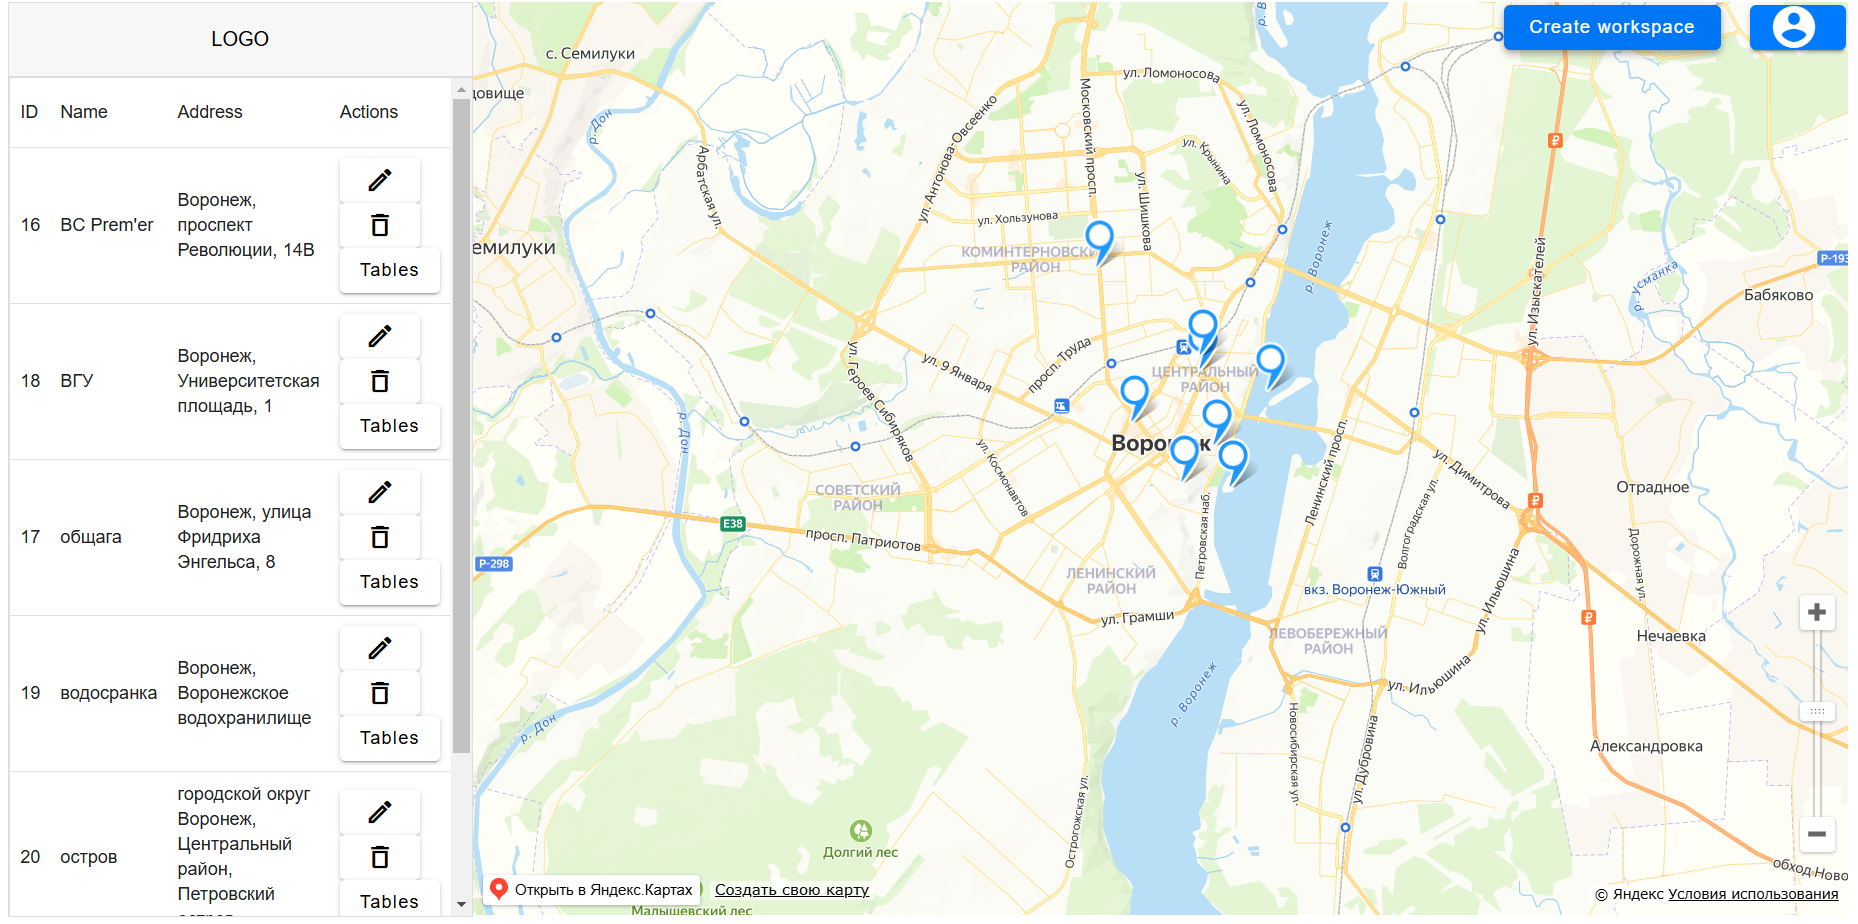 LOGO
ID Name Address Actions
16 BC Prem'er
Воронеж,
проспект
Революции, 14В
Tables
18 ВГУ
Воронеж,
Университетская
площадь, 1
Tables
17 общага
Воронеж, улица
Фридриха
Энгельса, 8
Tables
19 водосранка
Воронеж,
Воронежское
водохранилище
Tables
20 остров
городской округ
Воронеж,
Центральный
район,
Петровский
Tables
Create workspace
с. Семилуки
р. Дон
Арбатская ул.
ул. Антонова-Овсеенко
Московский просп.
ул. Ломоносова
ул. Ломоносова
ул. Крынина
ул. Шишкова
ул. Хользунова
КОМИНТЕРНОВСКИ
РАЙОН
р. Воронеж
ул. Изыскателей
р. Усманка
Р-193
Бабяково
емилуки
ул. Героев Сибиряков
ул. 9 Января
просп. Труда
ЦЕНТРАЛЬНЫЙ
РАЙОН
ул. Космонавтов
р. Дон
СОВЕТСКИЙ
РАЙОН
Е38
просп. Патриотов
Р-298
Петровская наб.
Ленинский просп.
Волгоградская ул.
ул. Димитрова
Отрадное
Дорожная ул.
ЛЕНИНСКИЙ
РАЙОН
вкз. Воронеж-Южный
ул. Ильюшина
ул. Грамши
ЛЕВОБЕРЕЖНЫЙ
РАЙОН
Нечаевка
ул. Ильюшина
р. Воронеж
р. Дон
Новосибирская ул.
ул. Дубровина
Александровка
Острогожская ул.
Долгий лес
обход Ново
Малышевский лес
Открыть в Яндекс.Картах
Создать свою карту
© Яндекс Условия использования